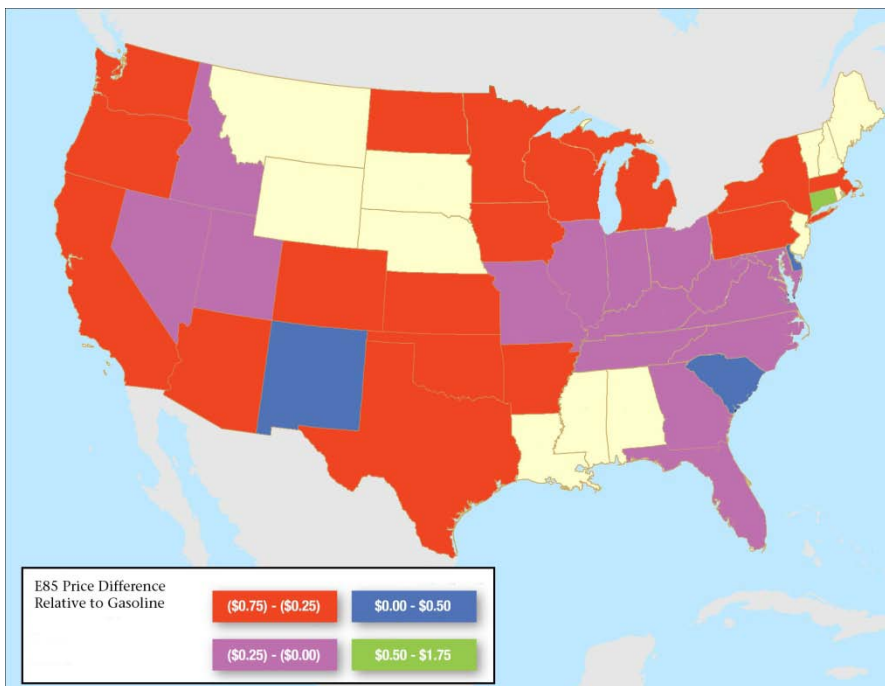 E85 Price Difference
Relative to Gasoline
($0.75) - ($0.25)
$0.00 - $0.50
($0.25) - ($0.00)
$0.50 - $1.75